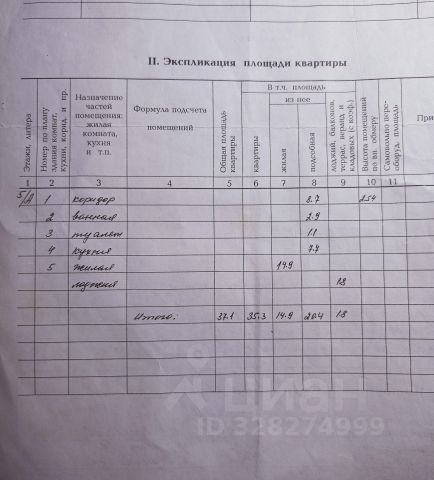 II. Экспликация площади квартиры
Этажи, литера
Номер по плану здания комнат, кухни, корид. и пр.
Назначение частей помещения: жилая комната, кухня и т.п.
Формула подсчета помещений
Общая площадь квартиры
В т.ч. площадь
квартиры
из нее
жилая
подсобная
лоджий, балконов, террас, веранд и кладовых (с коэф.)
Высота помещений по вн. обмеру
Самовольно пере-оборуд. площадь
При
1 2 3 4 5 6 7 8 9 10 11
5/А 1 коридор 8.7 254
2 ванная 2.9
3 туалет 1.1
4 кухня 7.7
5 жилая 14.9
лоджия 1.8
Итого: 37.1 35.3 14.9 20.4 1.8
циан
ID 328274999